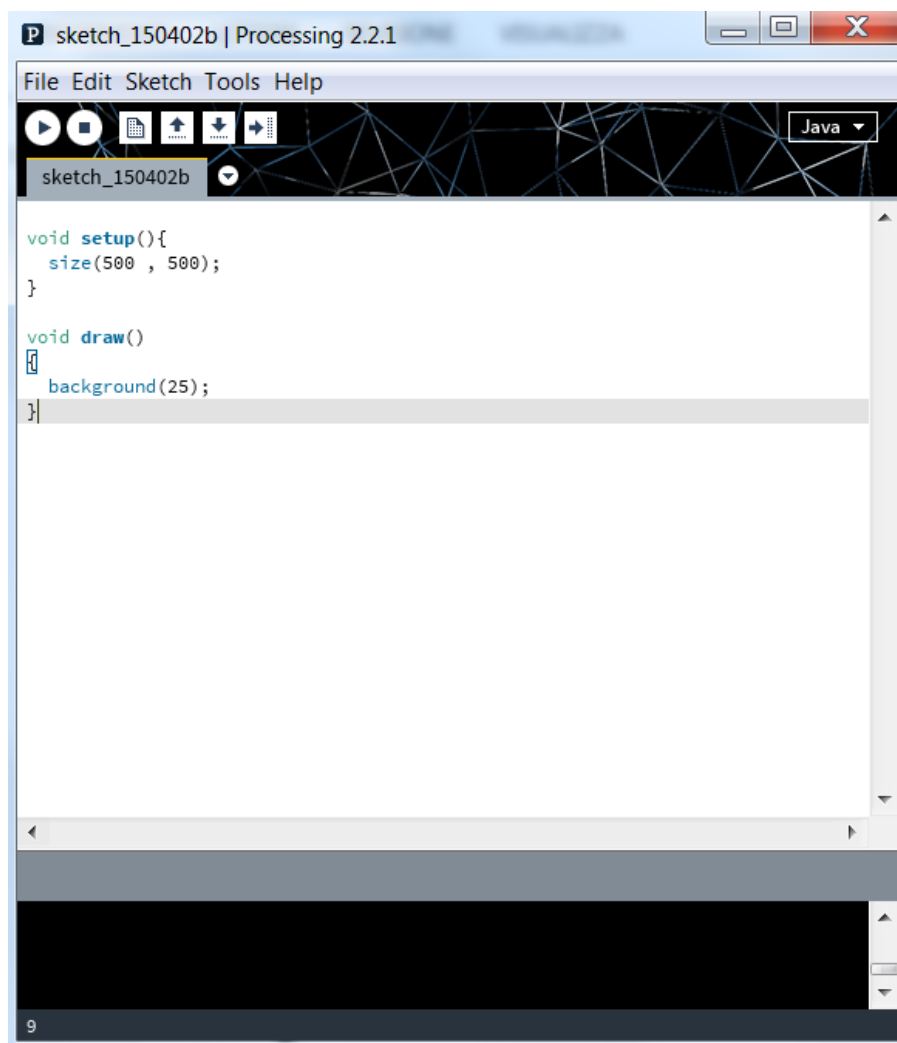 sketch_150402b | Processing 2.2.1
File Edit Sketch Tools Help
Java
sketch_150402b
void setup(){
  size(500 , 500);
}
void draw()
{
  background(25);
}
9